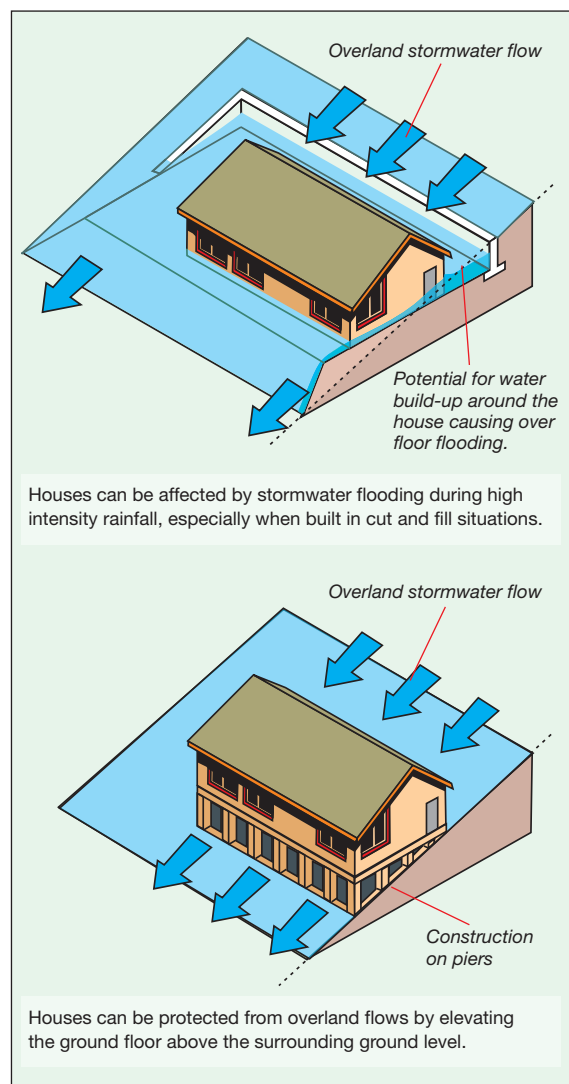 Overland stormwater flow
Potential for water
build-up around the
house causing over
floor flooding.
Houses can be affected by stormwater flooding during high
intensity rainfall, especially when built in cut and fill situations.
Overland stormwater flow
Construction
on piers
Houses can be protected from overland flows by elevating
the ground floor above the surrounding ground level.